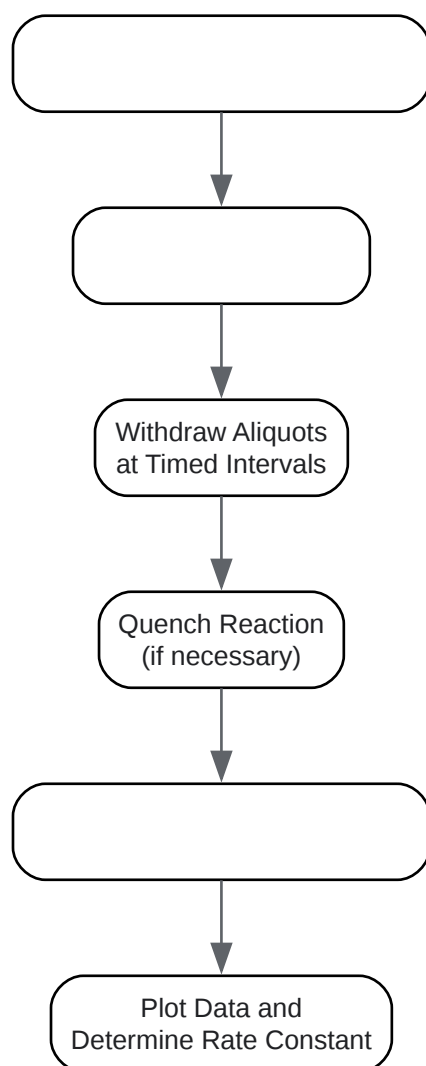 Withdraw Aliquots
at Timed Intervals
Quench Reaction
(if necessary)
Plot Data and
Determine Rate Constant